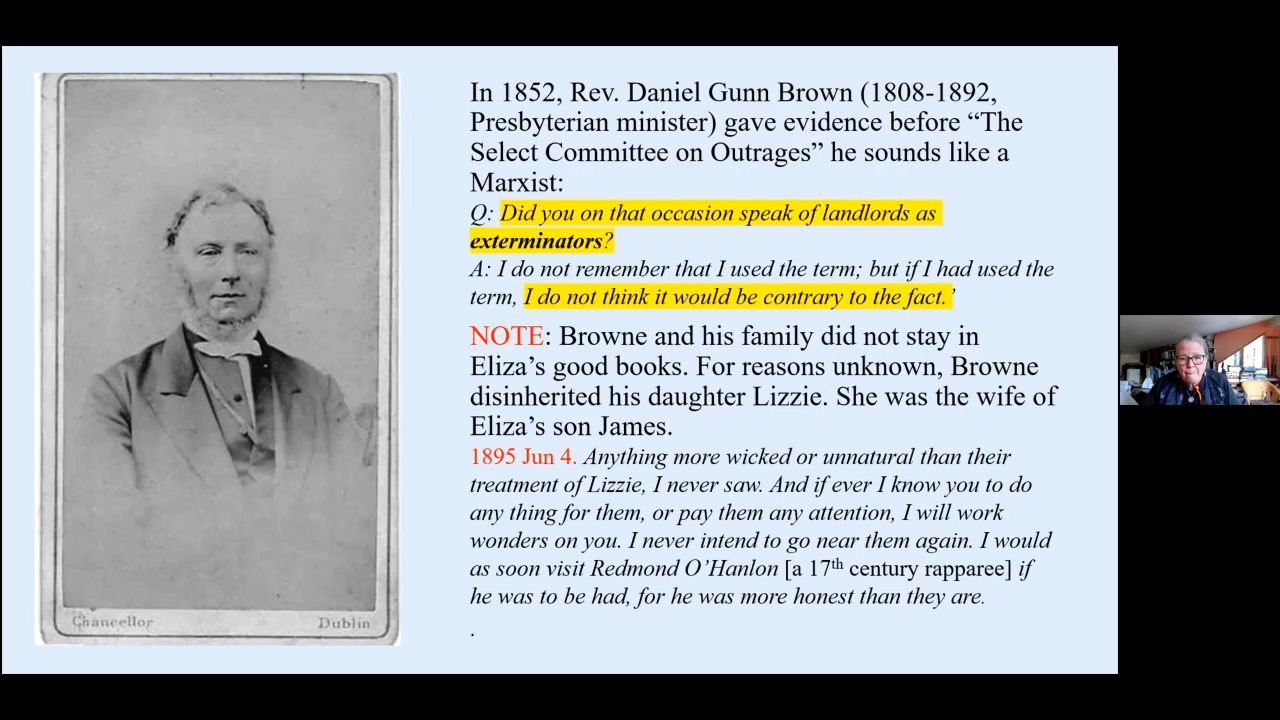 In 1852, Rev. Daniel Gunn Brown (1808-1892,
Presbyterian minister) gave evidence before “The
Select Committee on Outrages” he sounds like a
Marxist:
Q: Did you on that occasion speak of landlords as
exterminators?
A: I do not remember that I used the term; but if I had used the
term, I do not think it would be contrary to the fact.’
NOTE: Browne and his family did not stay in
Eliza’s good books. For reasons unknown, Browne
disinherited his daughter Lizzie. She was the wife of
Eliza’s son James.
1895 Jun 4. Anything more wicked or unnatural than their
treatment of Lizzie, I never saw. And if ever I know you to do
any thing for them, or pay them any attention, I will work
wonders on you. I never intend to go near them again. I would
as soon visit Redmond O’Hanlon [a 17th century rapparee] if
he was to be had, for he was more honest than they are.
.
Chancellor Dublin